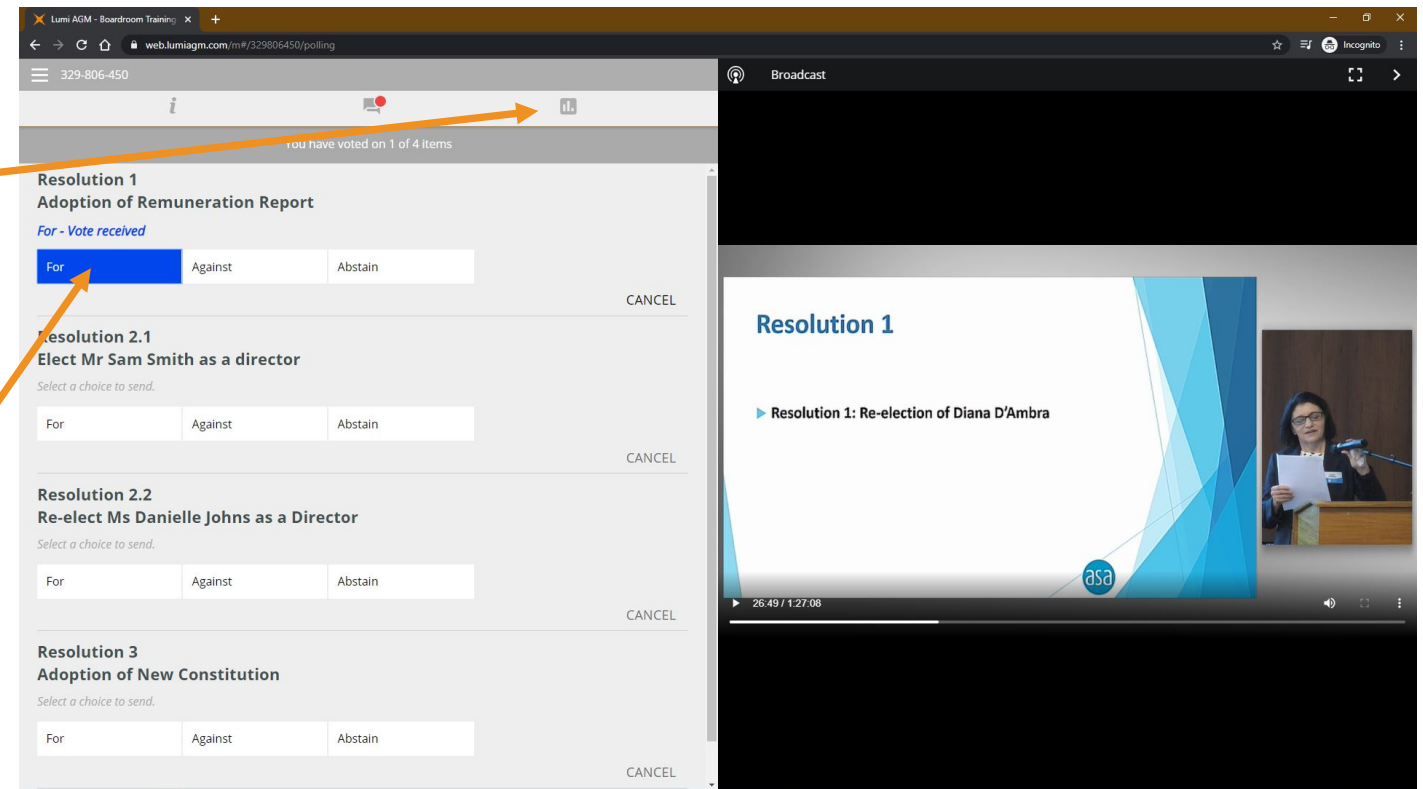 Lumi AGM - Boardroom Training
web.lumiagm.com/m#/329806450/polling
Incognito
329-806-450
Broadcast
i
You have voted on 1 of 4 items
Resolution 1
Adoption of Remuneration Report
For - Vote received
For Against Abstain
CANCEL
Resolution 2.1
Elect Mr Sam Smith as a director
Select a choice to send.
For Against Abstain
CANCEL
Resolution 2.2
Re-elect Ms Danielle Johns as a Director
Select a choice to send.
For Against Abstain
CANCEL
Resolution 3
Adoption of New Constitution
Select a choice to send.
For Against Abstain
CANCEL
Resolution 1
Resolution 1: Re-election of Diana D'Ambra
asa
26:49 / 1:27:08